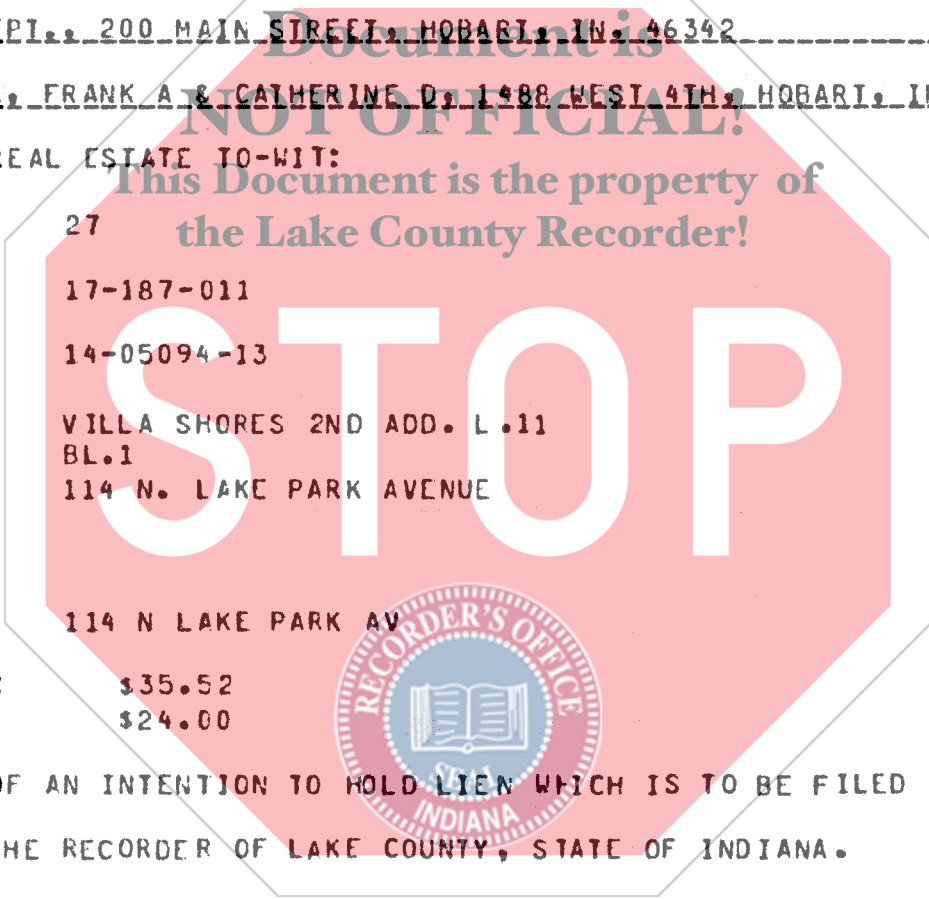 PT., 200 MAIN STREET, HOBART, IN. 46342
Document is
, FRANK A & CATHERINE D, 1488 WEST 4TH, HOBART, I
NOT OFFICIAL!
REAL ESTATE TO-WIT:
This Document is the property of
27
the Lake County Recorder!
17-187-011
14-05094-13
STOP
VILLA SHORES 2ND ADD. L.11
BL.1
114 N. LAKE PARK AVENUE
114 N LAKE PARK AV
RECORDER'S OFFICE
$35.52
$24.00
SEAL
INDIANA
OF AN INTENTION TO HOLD LIEN WHICH IS TO BE FILED
HE RECORDER OF LAKE COUNTY, STATE OF INDIANA.